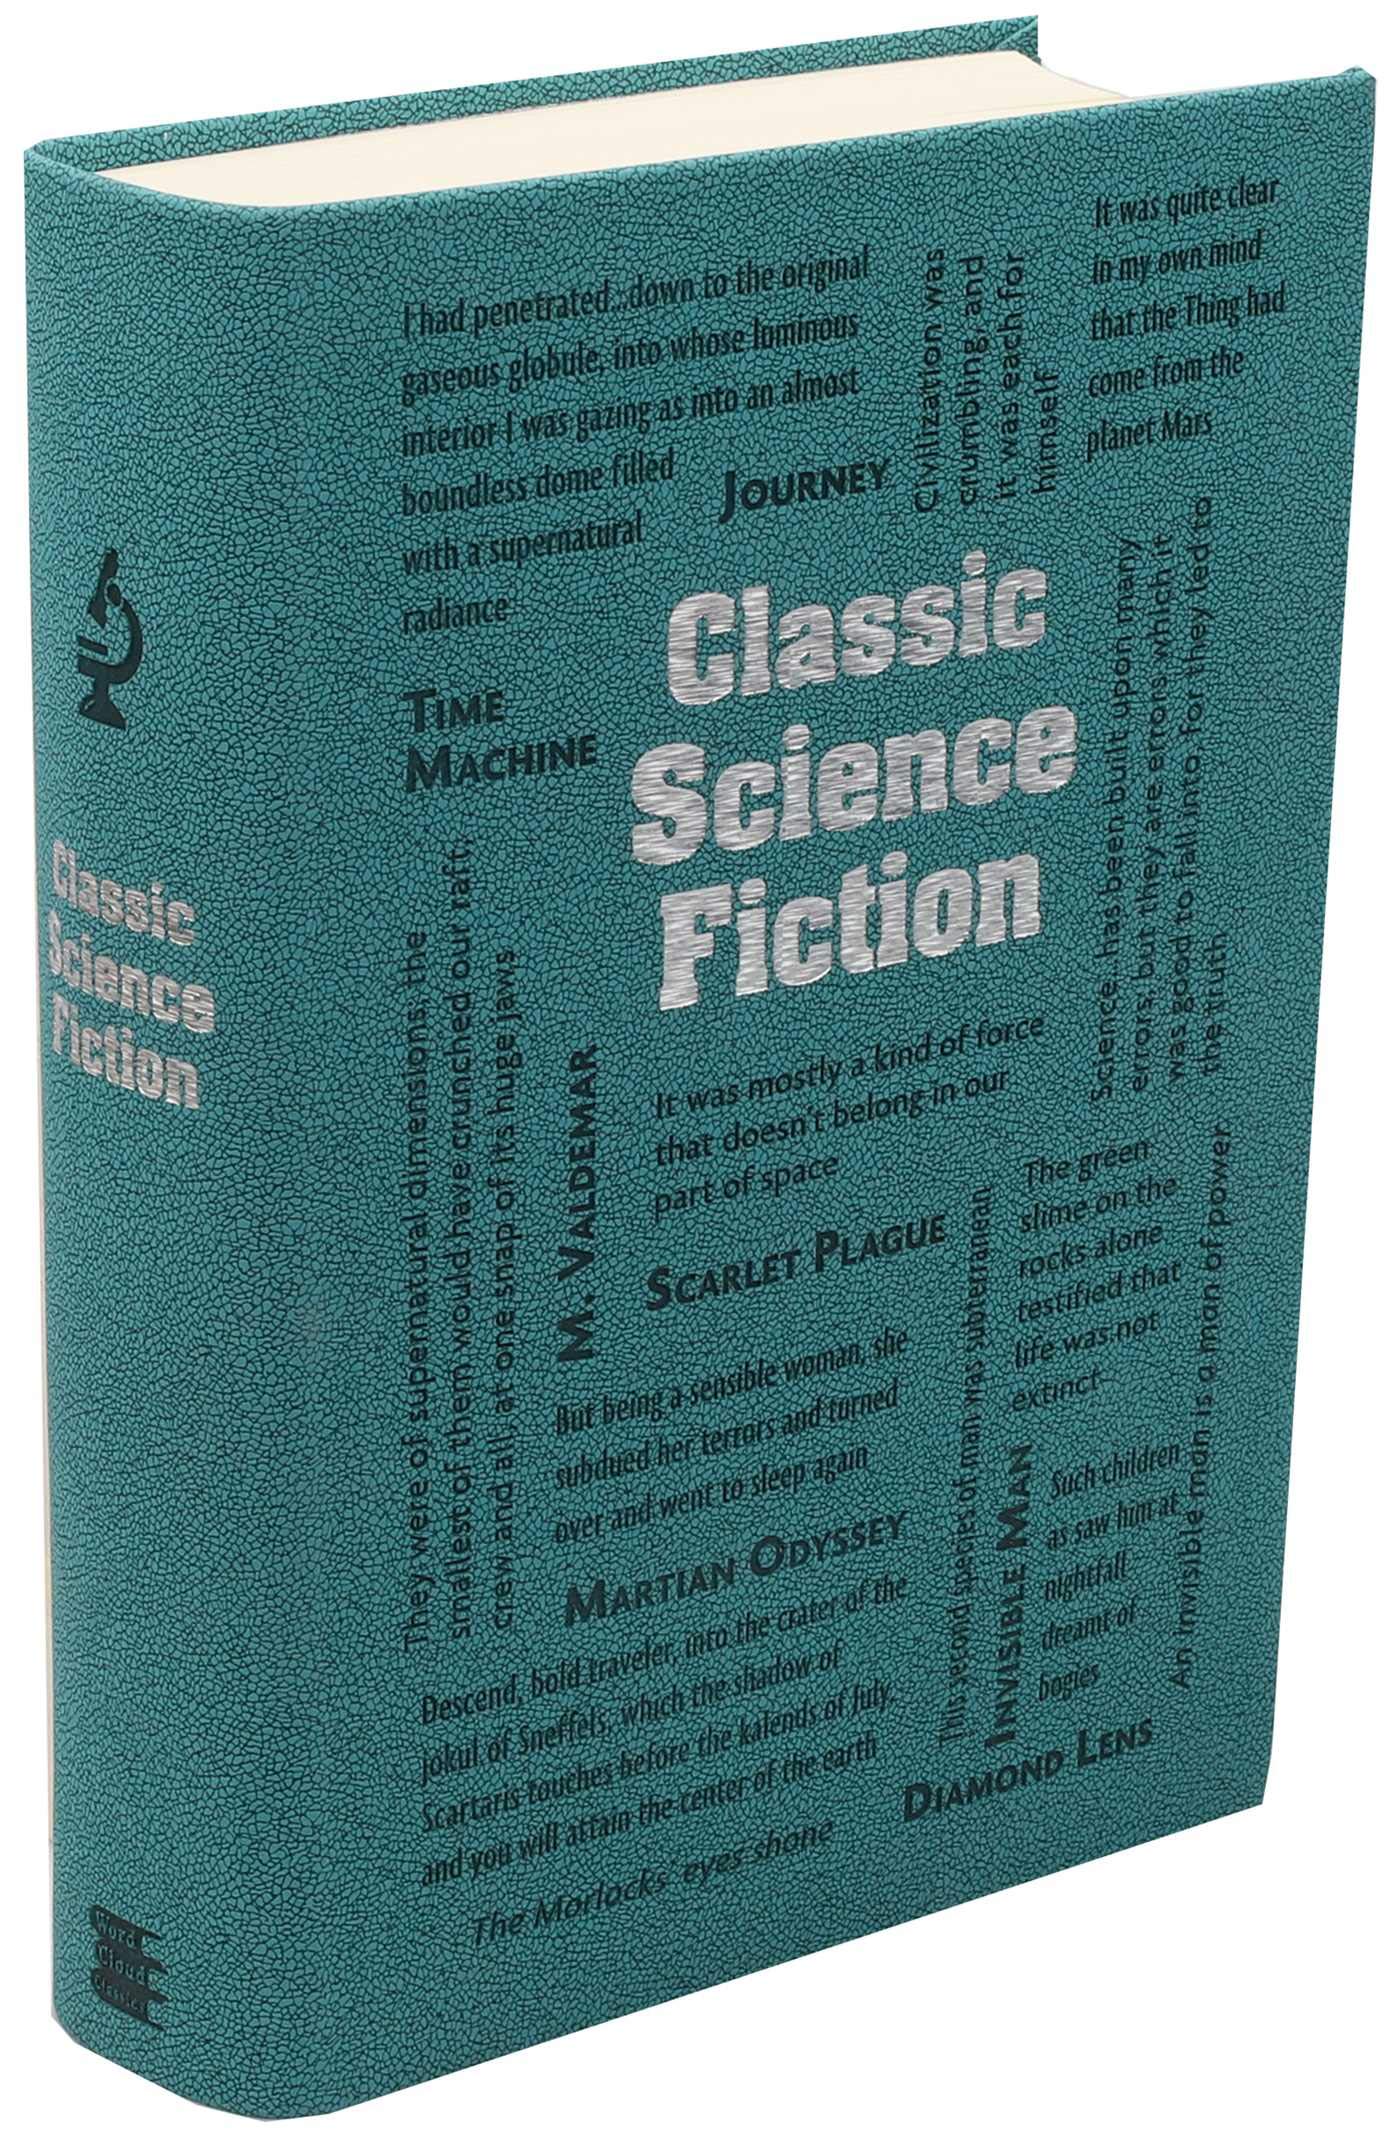 Classic
Science
Fiction
Word
Cloud
Classics
I had penetrated...down to the original
gaseous globule, into whose luminous
interior I was gazing as into an almost
boundless dome filled
with a supernatural
radiance
JOURNEY
Civilization was
crumbling, and
it was each for
himself
It was quite clear
in my own mind
that the Thing had
come from the
planet Mars
TIME
MACHINE
Classic
Science
Fiction
Science, has been built upon many
errors; but they are errors which it
was good to fall into, for they led to
the truth
They were of supernatural dimensions; the
smallest of them would have crunched our raft,
crew and all, at one snap of its huge jaws
M. VALDEMAR
It was mostly a kind of force
that doesn't belong in our
part of space
SCARLET PLAGUE
The green
slime on the
rocks alone
testified that
life was not
extinct
An invisible man is a man of power
But being a sensible woman, she
subdued her terrors and turned
over and went to sleep again
This second species of man was subterranean
INVISIBLE MAN
Such children
as saw him at
nightfall
dreamt of
bogies
MARTIAN ODYSSEY
Descend, bold traveler, into the crater of the
jokul of Sneffels, which the shadow of
Scartaris touches before the kalends of July,
and you will attain the center of the earth
DIAMOND LENS
The Morlocks' eyes shone